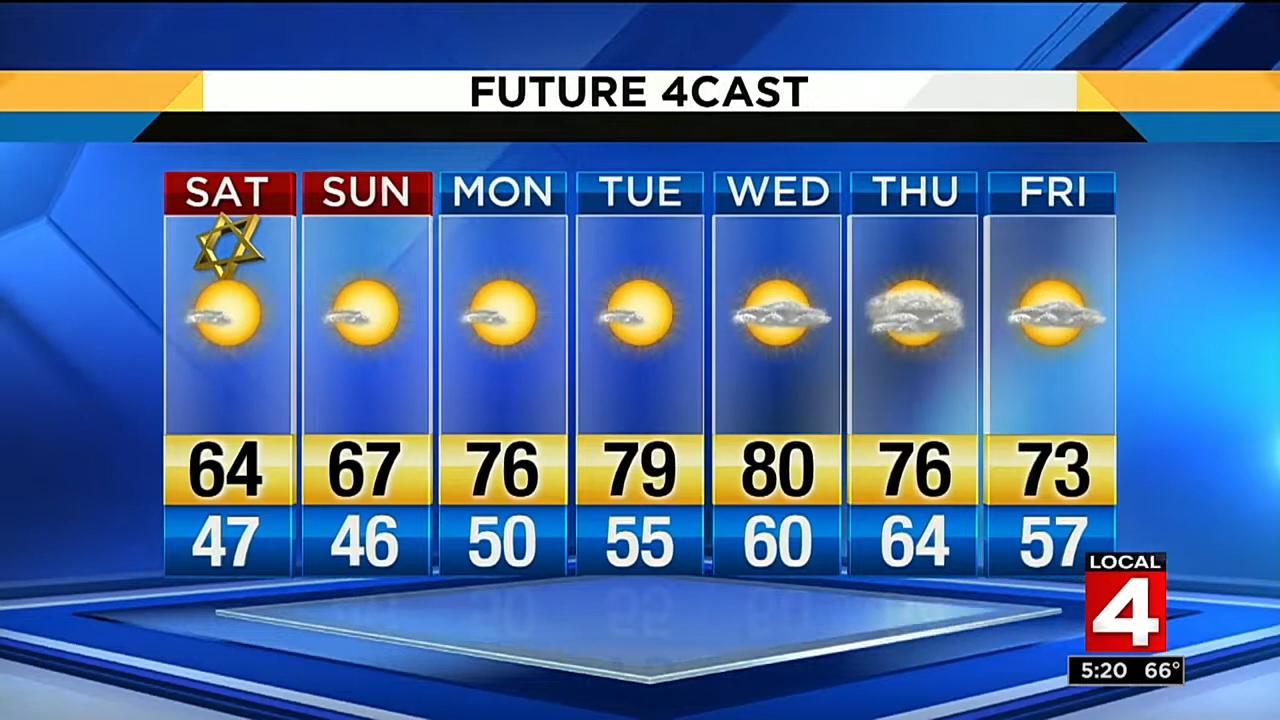 FUTURE 4CAST
SAT SUN MON TUE WED THU FRI
64 67 76 79 80 76 73
47 46 50 55 60 64 57
LOCAL
4
5:20 66°